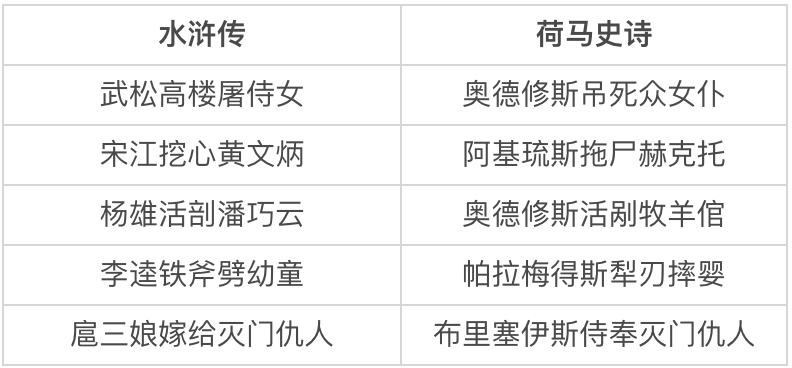 水浒传 荷马史诗
武松高楼屠侍女 奥德修斯吊死众女仆
宋江挖心黄文炳 阿基琉斯拖尸赫克托
杨雄活剖潘巧云 奥德修斯活剐牧羊倌
李逵铁斧劈幼童 帕拉梅得斯犁刃摔婴
扈三娘嫁给灭门仇人 布里塞伊斯侍奉灭门仇人